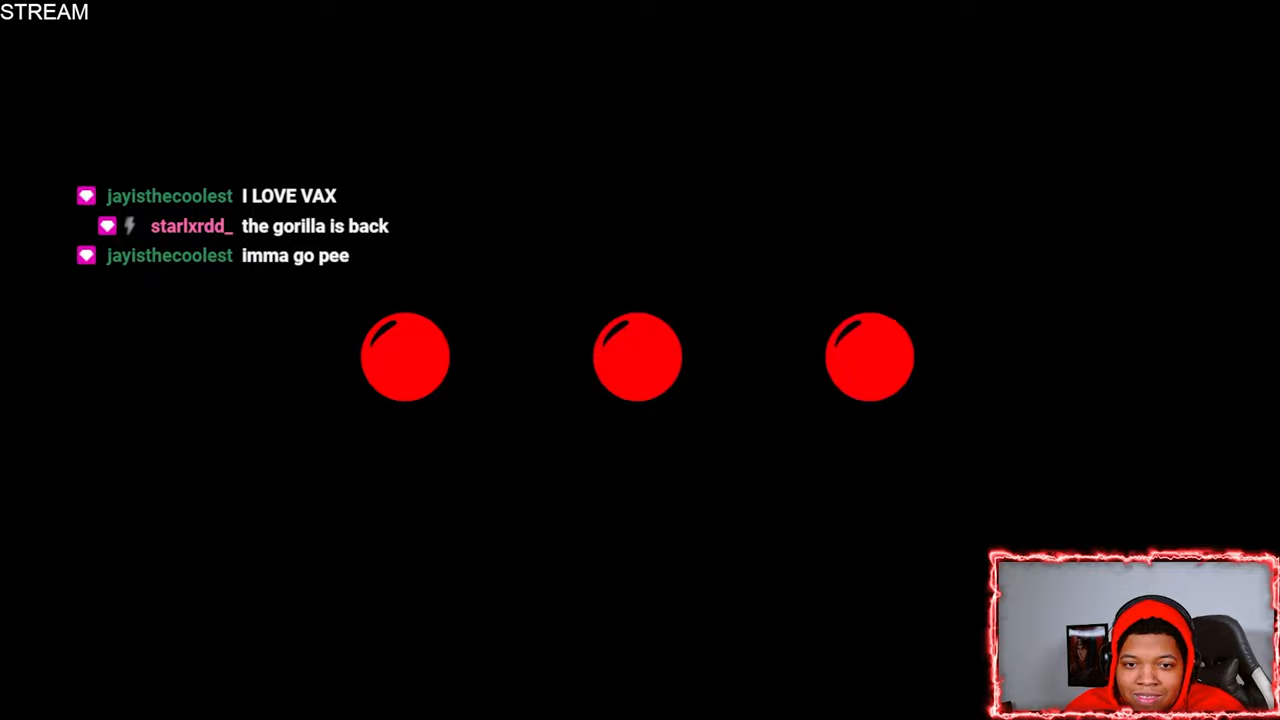 STREAM
jayisthecoolest I LOVE VAX
starlxrdd_ the gorilla is back
jayisthecoolest imma go pee